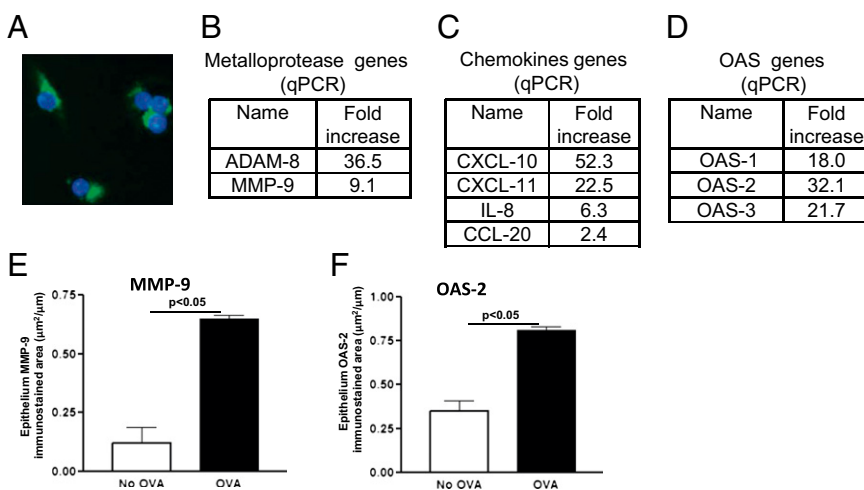 A
B
Metalloprotease genes
(qPCR)
Name Fold increase
ADAM-8 36.5
MMP-9 9.1
C
Chemokines genes
(qPCR)
Name Fold increase
CXCL-10 52.3
CXCL-11 22.5
IL-8 6.3
CCL-20 2.4
D
OAS genes
(qPCR)
Name Fold increase
OAS-1 18.0
OAS-2 32.1
OAS-3 21.7
E
MMP-9
p<0.05
Epithelium MMP-9
immunostained area (µm²/µm)
0.75
0.50
0.25
0.00
No OVA OVA
F
OAS-2
p<0.05
Epithelium OAS-2
immunostained area (µm²/µm)
1.00
0.75
0.50
0.25
0.00
No OVA OVA